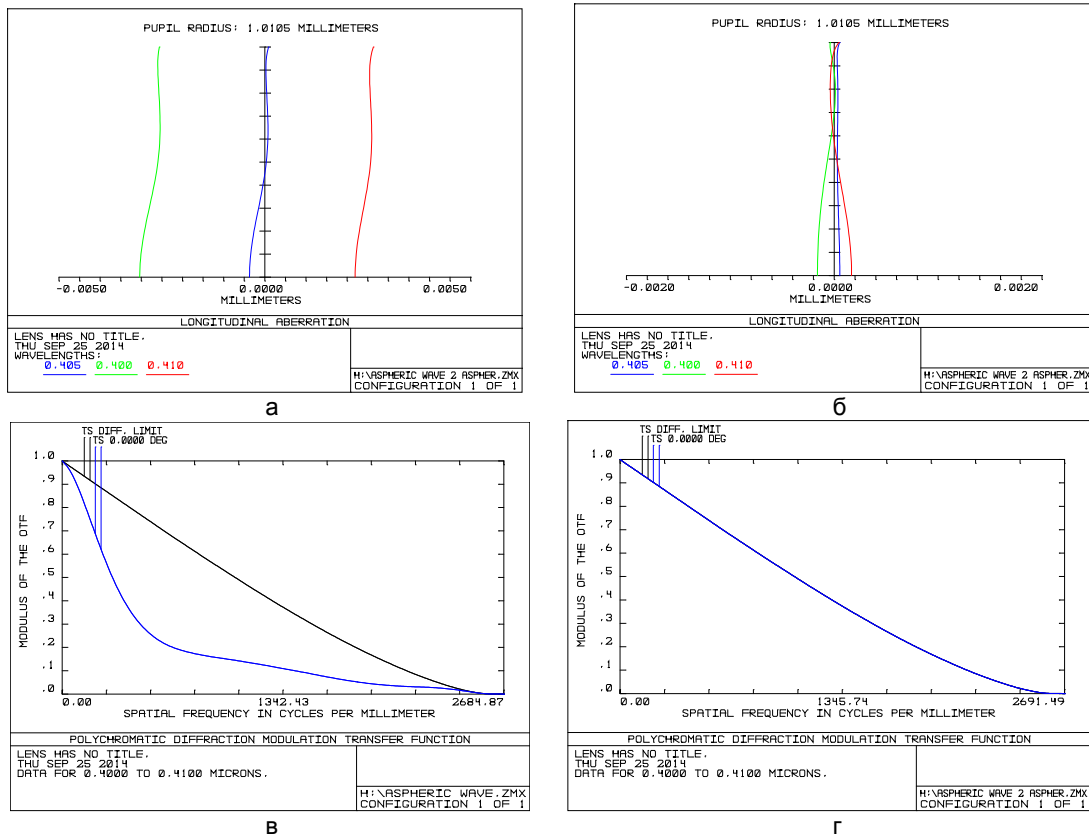 PUPIL RADIUS: 1.0105 MILLIMETERS
-0.0050 0.0000 0.0050
MILLIMETERS
LONGITUDINAL ABERRATION
LENS HAS NO TITLE.
THU SEP 25 2014
WAVELENGTHS:
0.405 0.400 0.410
H:\ASPHERIC WAVE 2 ASPHER.ZMX
CONFIGURATION 1 OF 1
а
PUPIL RADIUS: 1.0105 MILLIMETERS
-0.0020 0.0000 0.0020
MILLIMETERS
LONGITUDINAL ABERRATION
LENS HAS NO TITLE.
THU SEP 25 2014
WAVELENGTHS:
0.405 0.400 0.410
H:\ASPHERIC WAVE 2 ASPHER.ZMX
CONFIGURATION 1 OF 1
б
TS DIFF. LIMIT
TS 0.0000 DEG
1.0
.9
.8
.7
.6
.5
.4
.3
.2
.1
.0
MODULUS OF THE OTF
0.00 1342.43 2684.87
SPATIAL FREQUENCY IN CYCLES PER MILLIMETER
POLYCHROMATIC DIFFRACTION MODULATION TRANSFER FUNCTION
LENS HAS NO TITLE.
THU SEP 25 2014
DATA FOR 0.4000 TO 0.4100 MICRONS.
H:\ASPHERIC WAVE.ZMX
CONFIGURATION 1 OF 1
в
TS DIFF. LIMIT
TS 0.0000 DEG
1.0
.9
.8
.7
.6
.5
.4
.3
.2
.1
.0
MODULUS OF THE OTF
0.00 1345.74 2691.49
SPATIAL FREQUENCY IN CYCLES PER MILLIMETER
POLYCHROMATIC DIFFRACTION MODULATION TRANSFER FUNCTION
LENS HAS NO TITLE.
THU SEP 25 2014
DATA FOR 0.4000 TO 0.4100 MICRONS.
H:\ASPHERIC WAVE 2 ASPHER.ZMX
CONFIGURATION 1 OF 1
г